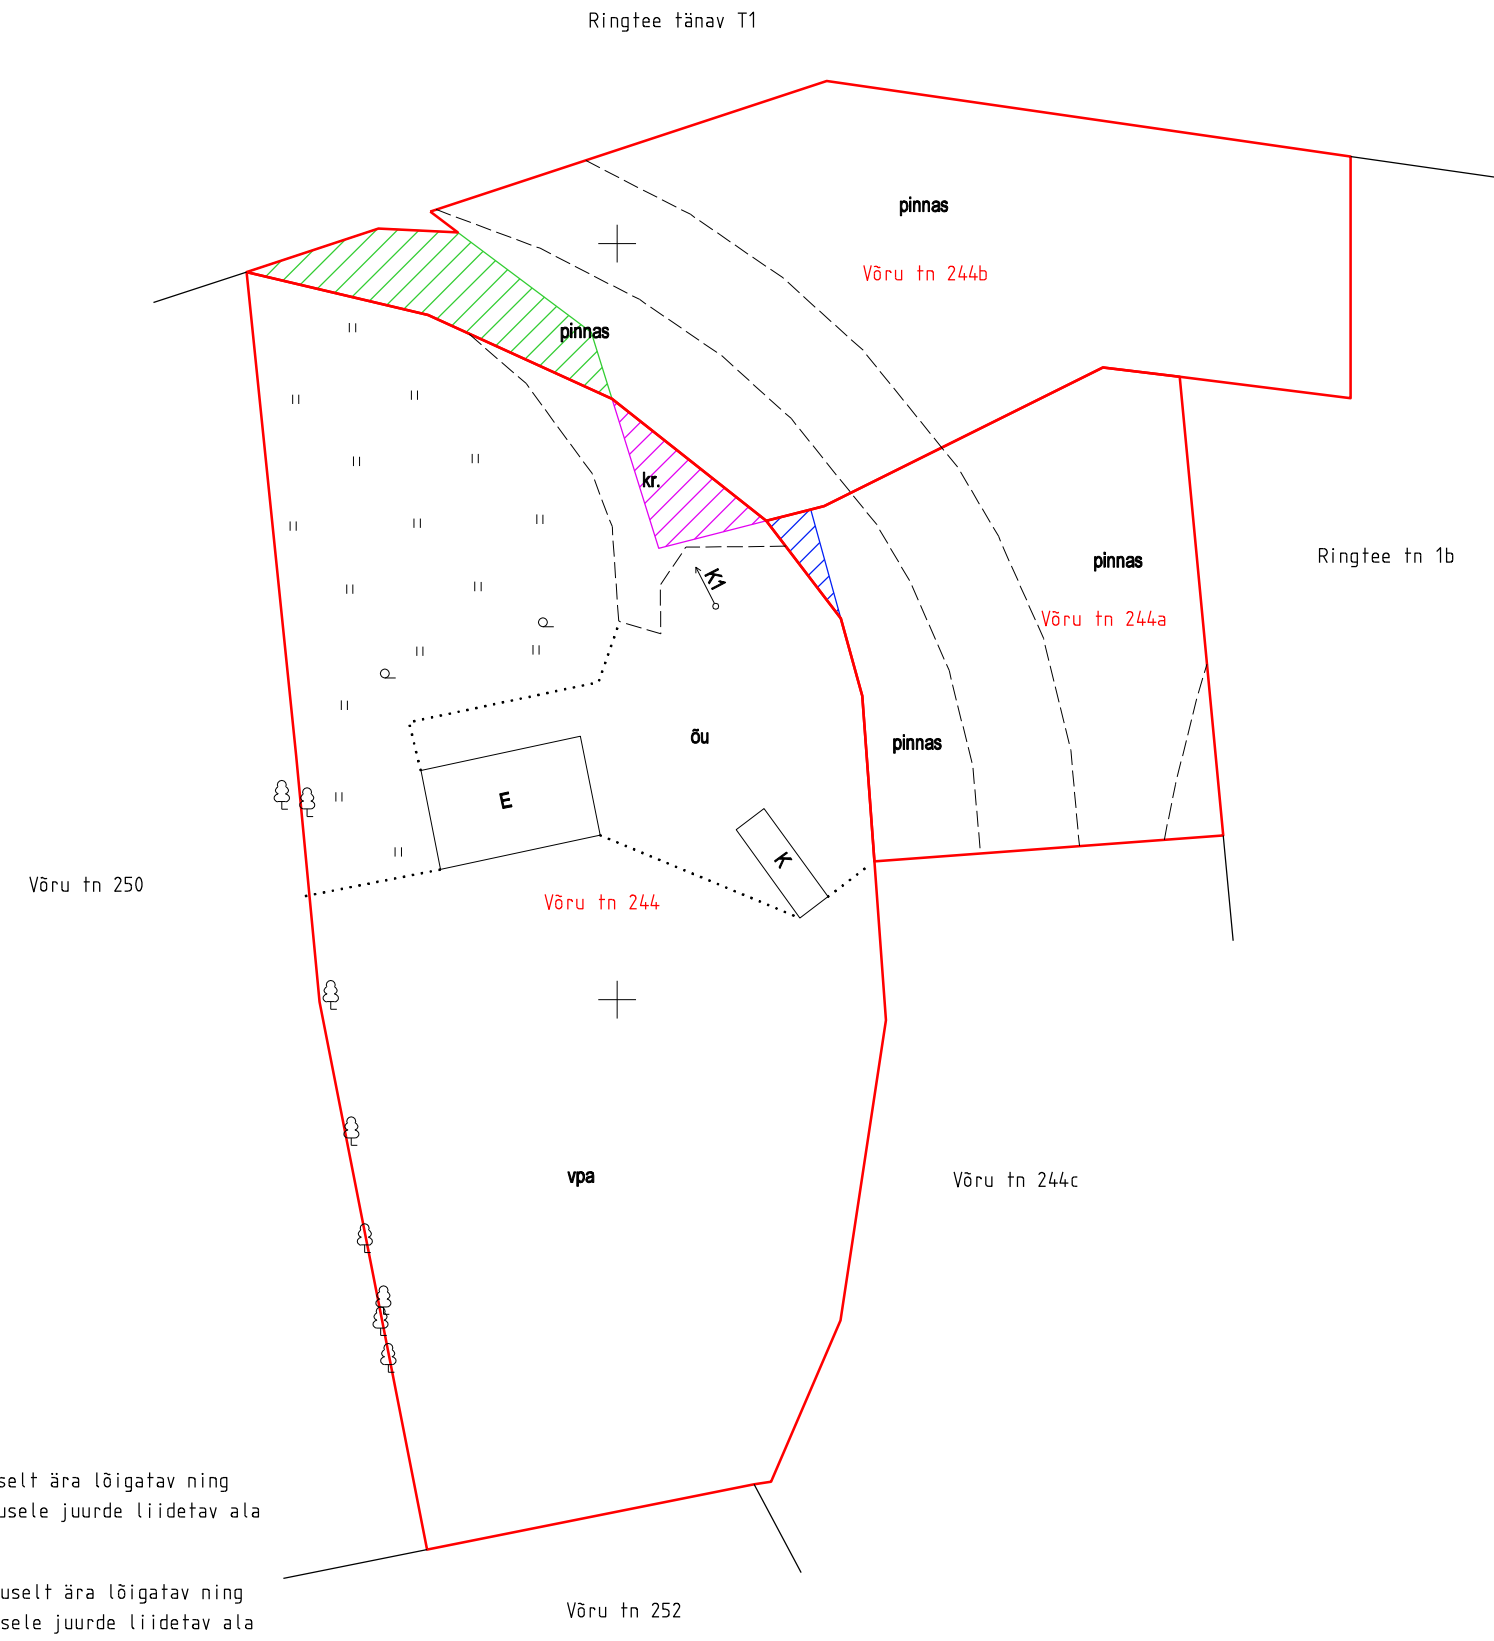 Ringtee tänav T1
pinnas
Võru tn 244b
pinnas
kr.
pinnas
Ringtee tn 1b
K1
Võru tn 244a
õu
pinnas
E
K
Võru tn 250
Võru tn 244
vpa
Võru tn 244c
ära lõigatav ning
juurde liidetav ala
ära lõigatav ning
juurde liidetav ala
Võru tn 252